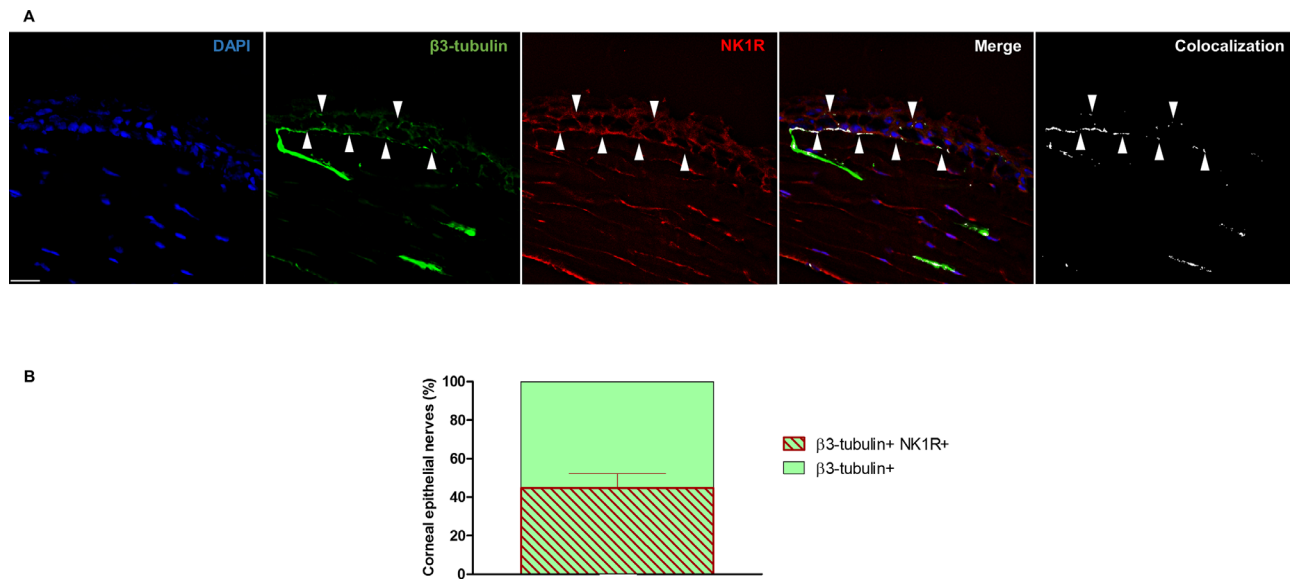 A
DAPI
β3-tubulin
NK1R
Merge
Colocalization
B
Corneal epithelial nerves (%)
100
80
60
40
20
0
β3-tubulin+ NK1R+
β3-tubulin+